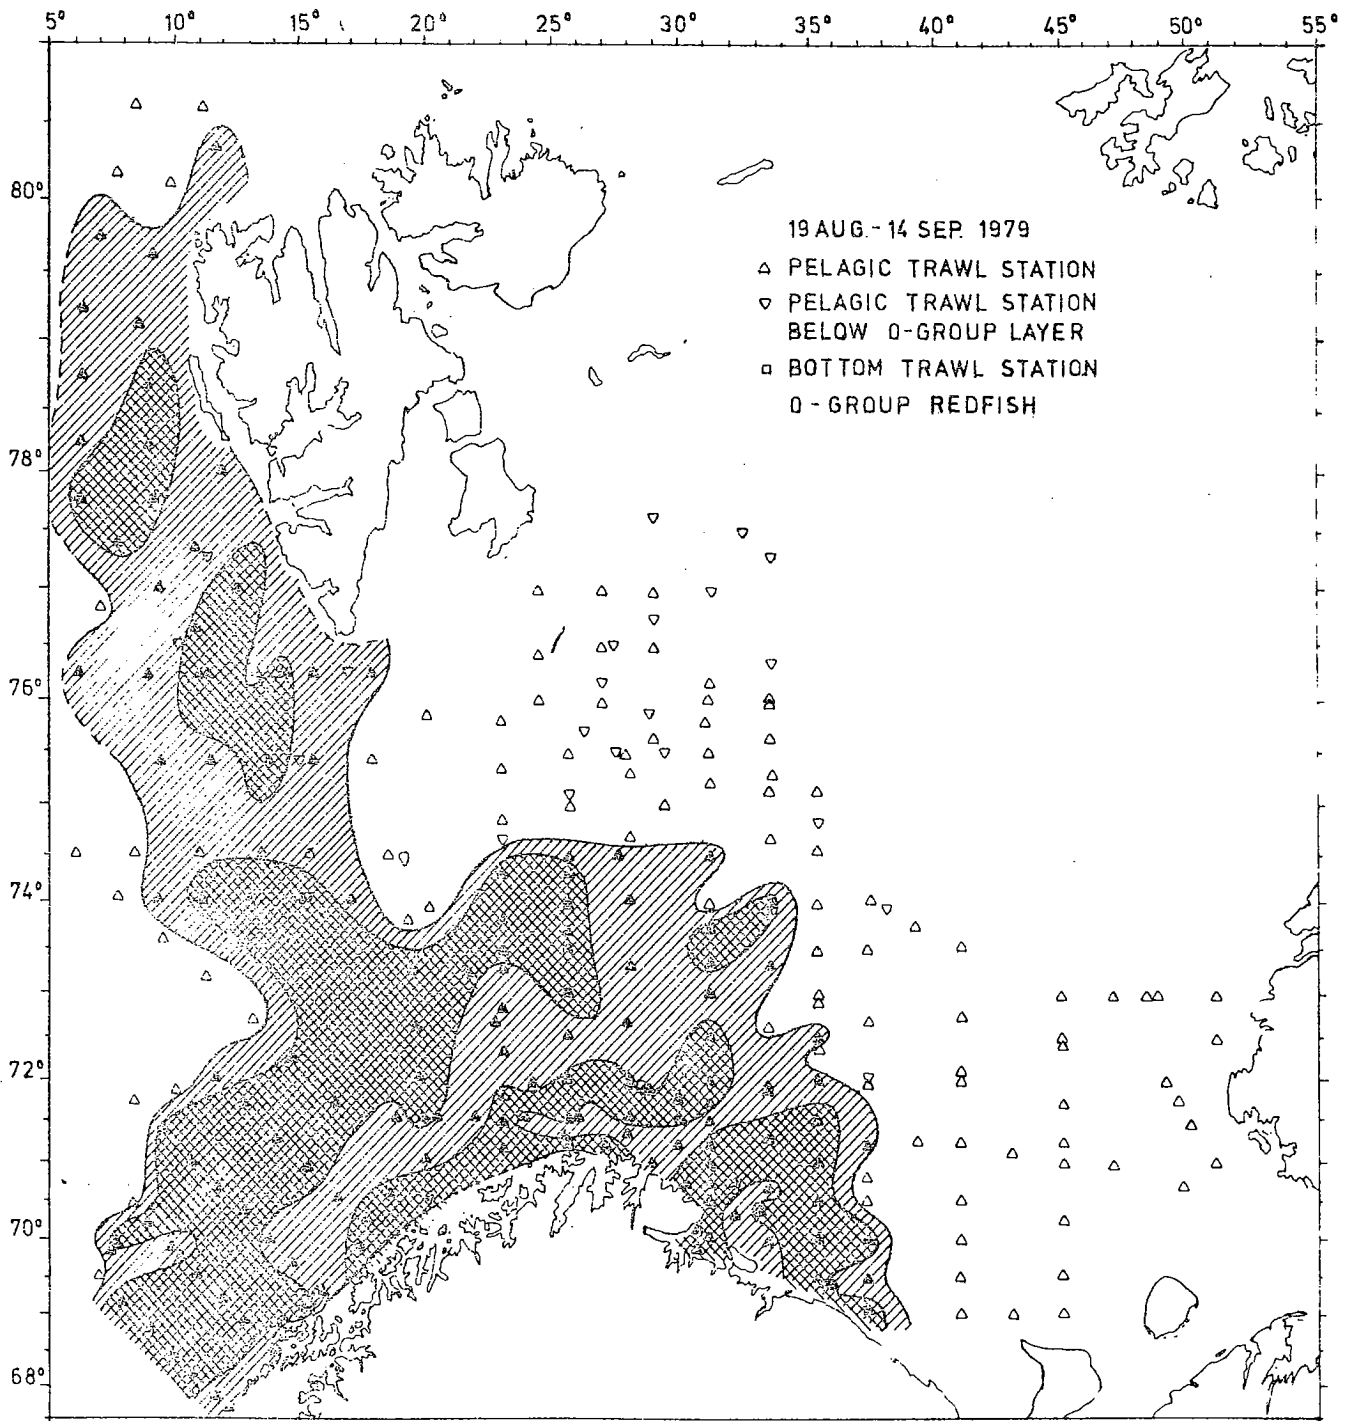 5° 10° 15° 20° 25° 30° 35° 40° 45° 50° 55°
80°
19 AUG.- 14 SEP. 1979
△ PELAGIC TRAWL STATION
▽ PELAGIC TRAWL STATION
BELOW 0-GROUP LAYER
□ BOTTOM TRAWL STATION
0 - GROUP REDFISH
78°
76°
74°
72°
70°
68°